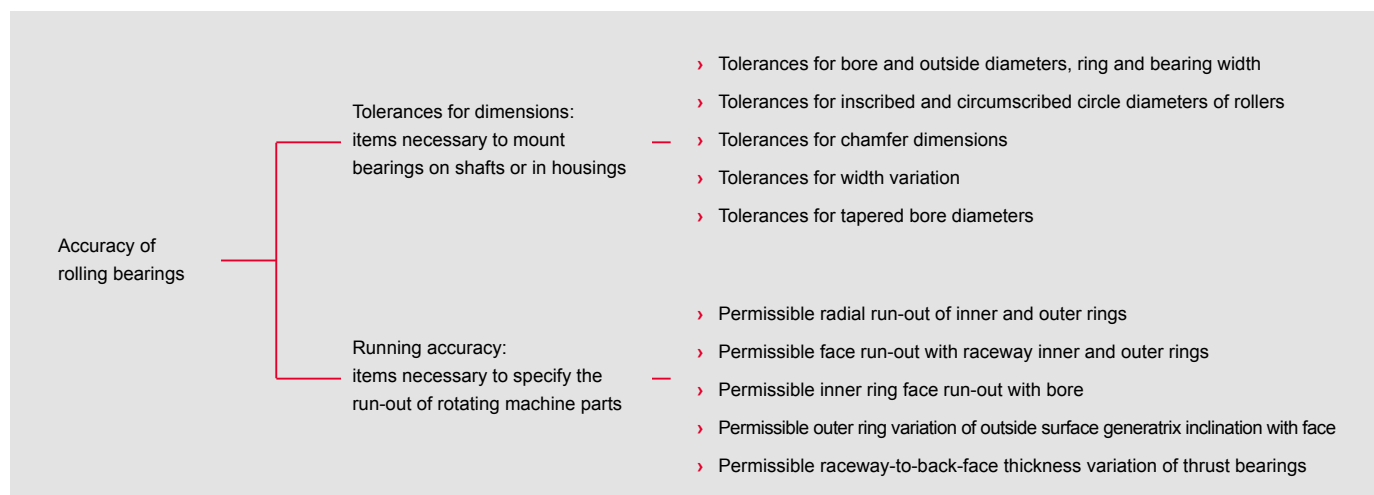 Accuracy of
rolling bearings
Tolerances for dimensions:
items necessary to mount
bearings on shafts or in housings
› Tolerances for bore and outside diameters, ring and bearing width
› Tolerances for inscribed and circumscribed circle diameters of rollers
› Tolerances for chamfer dimensions
› Tolerances for width variation
› Tolerances for tapered bore diameters
Running accuracy:
items necessary to specify the
run-out of rotating machine parts
› Permissible radial run-out of inner and outer rings
› Permissible face run-out with raceway inner and outer rings
› Permissible inner ring face run-out with bore
› Permissible outer ring variation of outside surface generatrix inclination with face
› Permissible raceway-to-back-face thickness variation of thrust bearings